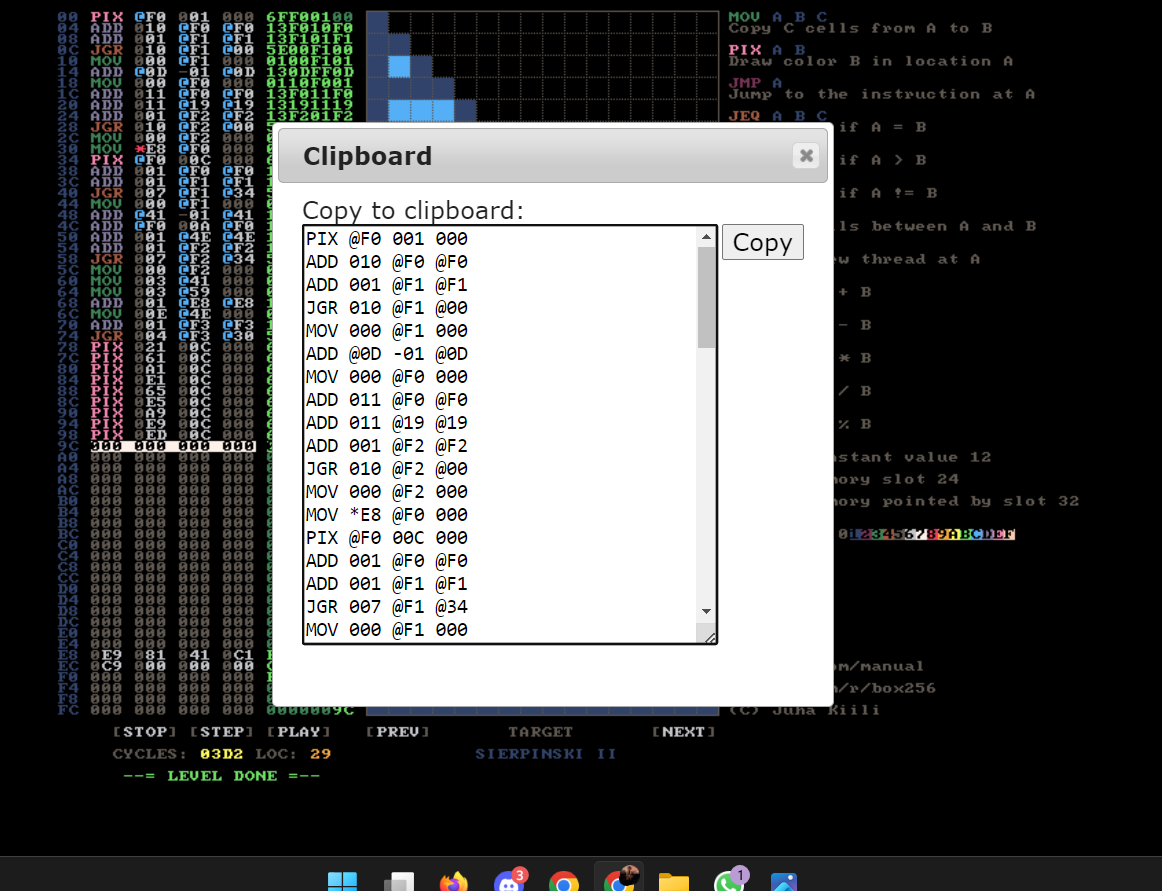 00 PIX @F0 001 000 6FF00100
04 ADD 010 @F0 @F0 13F010F0
08 ADD 001 @F1 @F1 13F101F1
0C JGR 010 @F1 @00 5E00F100
10 MOV 000 @F1 000 0100F101
14 ADD @0D -01 @0D 130DFF0D
18 MOV 000 @F0 000 0110F001
1C ADD 011 @F0 @F0 13F011F0
20 ADD 011 @19 @19 13191119
24 ADD 001 @F2 @F2 13F201F2
28 JGR 010 @F2 @00
2C MOV 000 @F2 000
30 MOV *E8 @F0 000
34 PIX @F0 00C 000
38 ADD 001 @F0 @F0
3C ADD 001 @F1 @F1
40 JGR 007 @F1 @34
44 MOV 000 @F1 000
48 ADD @41 -01 @41
4C ADD @F0 00A @F0
50 ADD 001 @4E @4E
54 ADD 001 @F2 @F2
58 JGR 007 @F2 @34
5C MOV 000 @F2 000
60 MOV 003 @41 000
64 MOV 003 @59 000
68 ADD 001 @E8 @E8
6C MOV 00E @4E 000
70 ADD 001 @F3 @F3
74 JGR 004 @F3 @30
78 PIX 021 00C 000
7C PIX 061 00C 000
80 PIX 0A1 00C 000
84 PIX 0E1 00C 000
88 PIX 065 00C 000
8C PIX 0E5 00C 000
90 PIX 0A9 00C 000
94 PIX 0E9 00C 000
98 PIX 0ED 00C 000
9C 000 000 000 000
A0 000 000 000 000
A4 000 000 000 000
A8 000 000 000 000
AC 000 000 000 000
B0 000 000 000 000
B4 000 000 000 000
B8 000 000 000 000
BC 000 000 000 000
C0 000 000 000 000
C4 000 000 000 000
C8 000 000 000 000
CC 000 000 000 000
D0 000 000 000 000
D4 000 000 000 000
D8 000 000 000 000
DC 000 000 000 000
E0 000 000 000 000
E4 000 000 000 000
E8 0E9 081 041 0C1
EC 0C9 000 000 000
F0 000 000 000 000
F4 000 000 000 000
F8 000 000 000 000
FC 000 000 000 000 0000009C
MOV A B C
Copy C cells from A to B
PIX A B
Draw color B in location A
JMP A
Jump to the instruction at A
JEQ A B C
if A = B
if A > B
if A != B
lls between A and B
ew thread at A
+ B
- B
* B
/ B
% B
nstant value 12
mory slot 24
mory pointed by slot 32
0123456789ABCDEF
om/manual
/r/box256
(C) Juha Kiili
Clipboard
Copy to clipboard:
PIX @F0 001 000
ADD 010 @F0 @F0
ADD 001 @F1 @F1
JGR 010 @F1 @00
MOV 000 @F1 000
ADD @0D -01 @0D
MOV 000 @F0 000
ADD 011 @F0 @F0
ADD 011 @19 @19
ADD 001 @F2 @F2
JGR 010 @F2 @00
MOV 000 @F2 000
MOV *E8 @F0 000
PIX @F0 00C 000
ADD 001 @F0 @F0
ADD 001 @F1 @F1
JGR 007 @F1 @34
MOV 000 @F1 000
Copy
[STOP] [STEP] [PLAY] [PREV] TARGET [NEXT]
CYCLES: 03D2 LOC: 29 SIERPINSKI II
--= LEVEL DONE =--
3
1